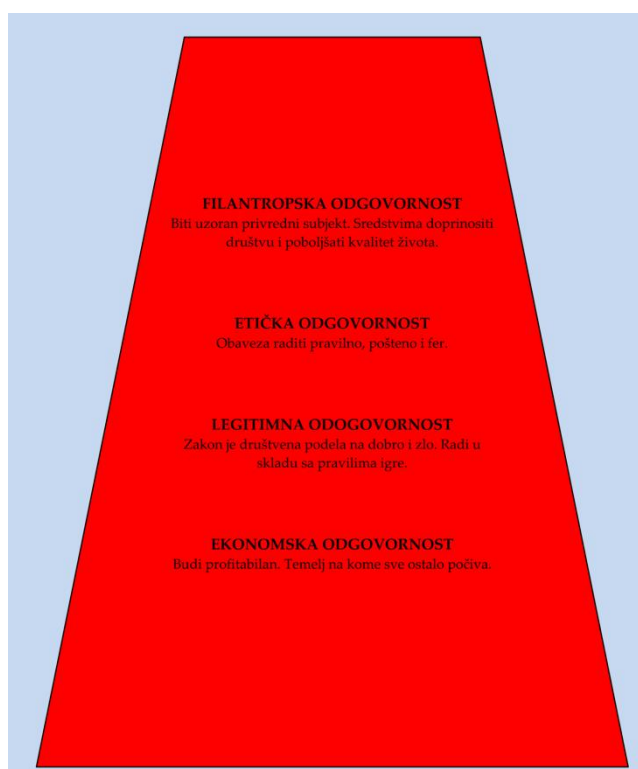 FILANTROPSKA ODGOVORNOST
Biti uzoran privredni subjekt. Sredstvima doprinositi
društvu i poboljšati kvalitet života.
ETIČKA ODGOVORNOST
Obaveza raditi pravilno, pošteno i fer.
LEGITIMNA ODOGOVORNOST
Zakon je društvena podela na dobro i zlo. Radi u
skladu sa pravilima igre.
EKONOMSKA ODGOVORNOST
Budi profitabilan. Temelj na kome sve ostalo počiva.